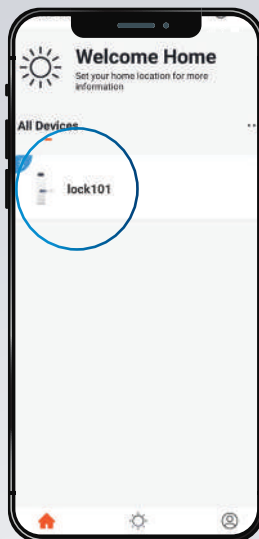 Welcome Home
Set your home location for more
information
All Devices
lock101